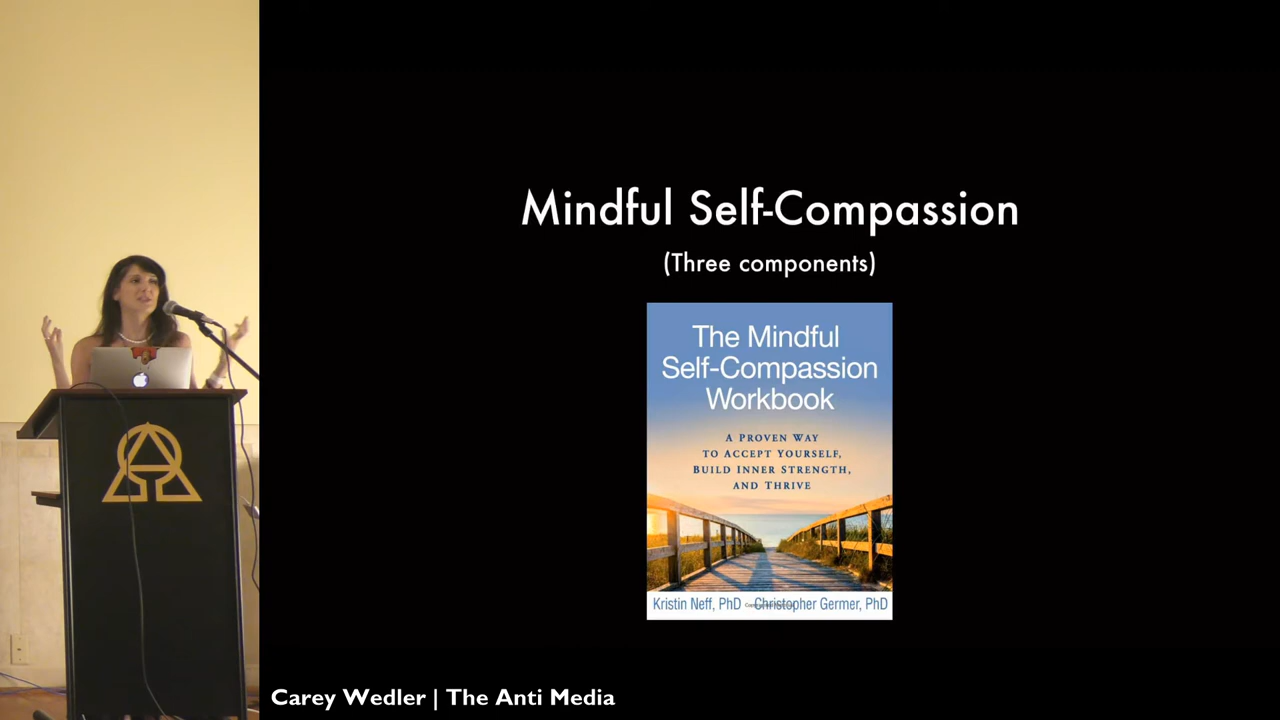 Mindful Self-Compassion
(Three components)
The Mindful
Self-Compassion
Workbook
A PROVEN WAY
TO ACCEPT YOURSELF,
BUILD INNER STRENGTH,
AND THRIVE
Kristin Neff, PhD
Christopher Germer, PhD
Carey Wedler | The Anti Media